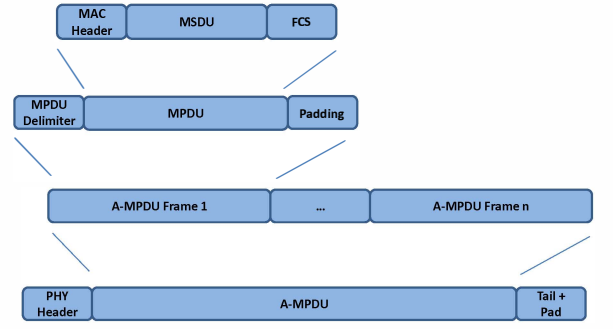 MAC
Header
MSDU
FCS
MPDU
Delimiter
MPDU
Padding
A-MPDU Frame 1
...
A-MPDU Frame n
PHY
Header
A-MPDU
Tail +
Pad